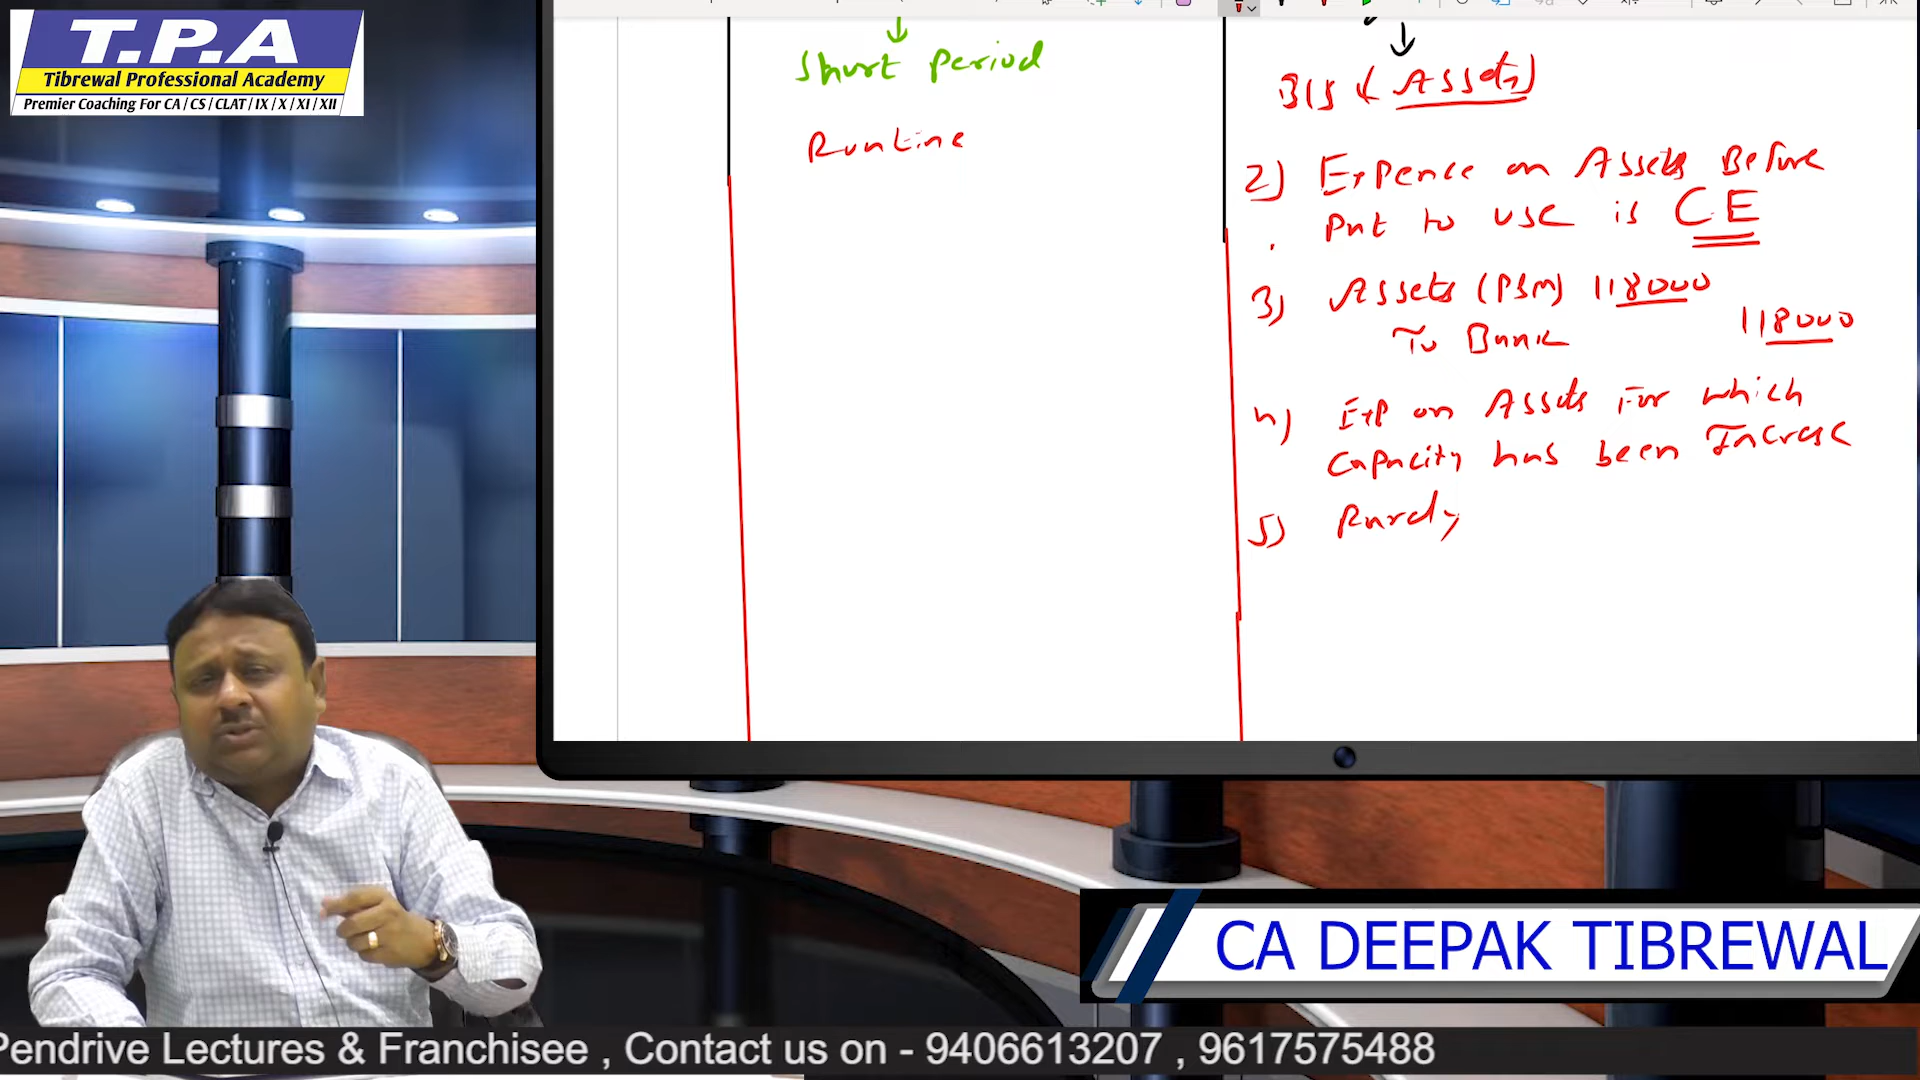 T.P.A
Tibrewal Professional Academy
Premier Coaching For CA / CS / CLAT / IX / X / XI / XII
Short Period
Runtine
B/S (Assets)
2) Expence on Assets Before
Put to use is CE
3) Assets (P&M) 118000
To Bank 118000
4) Exp on Assets For which
Capacity has been Increse
5) Rarely
CA DEEPAK TIBREWAL
Pendrive Lectures & Franchisee , Contact us on - 9406613207 , 9617575488